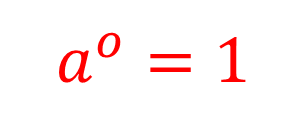 aᵒ = 1